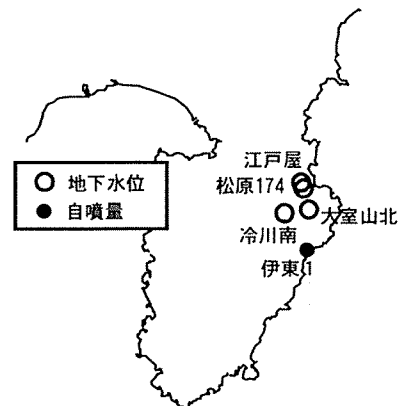 江戸屋
松原174
地下水位
自噴量
大室山北
冷川南
伊東1